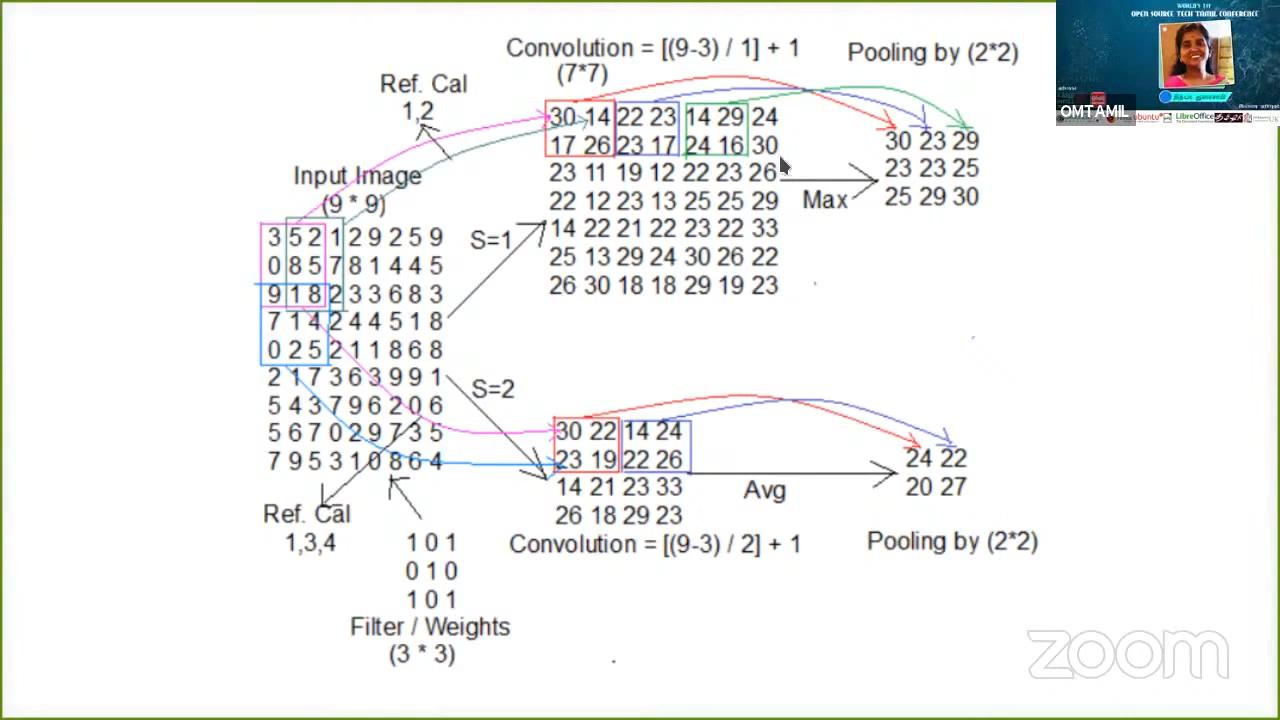 WORLD'S 1ST
OPEN SOURCE TECH TAMIL CONFERENCE
OMTAMIL
ubuntu
LibreOffice
Convolution = [(9-3) / 1] + 1
(7*7)
Pooling by (2*2)
Ref. Cal
1,2
30 14 22 23 14 29 24
17 26 23 17 24 16 30
23 11 19 12 22 23 26
22 12 23 13 25 25 29
14 22 21 22 23 22 33
25 13 29 24 30 26 22
26 30 18 18 29 19 23
Max
30 23 29
23 23 25
25 29 30
Input Image
(9 * 9)
3 5 2 1 2 9 2 5 9
0 8 5 7 8 1 4 4 5
9 1 8 2 3 3 6 8 3
7 1 4 2 4 4 5 1 8
0 2 5 2 1 1 8 6 8
2 1 7 3 6 3 9 9 1
5 4 3 7 9 6 2 0 6
5 6 7 0 2 9 7 3 5
7 9 5 3 1 0 8 6 4
S=1
S=2
30 22 14 24
23 19 22 26
14 21 23 33
26 18 29 23
Avg
24 22
20 27
Ref. Cal
1,3,4
Convolution = [(9-3) / 2] + 1
Pooling by (2*2)
1 0 1
0 1 0
1 0 1
Filter / Weights
(3 * 3)
zoom